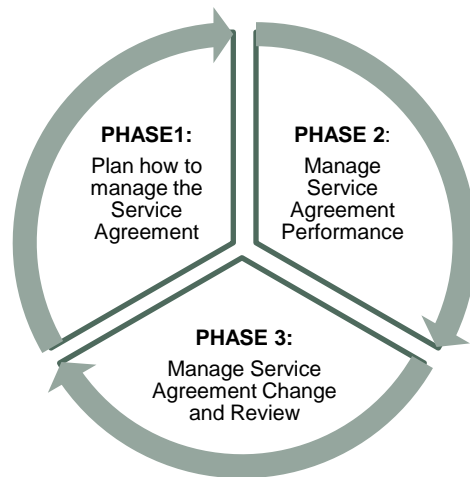 PHASE1:
Plan how to
manage the
Service
Agreement
PHASE 2:
Manage
Service
Agreement
Performance
PHASE 3:
Manage Service
Agreement Change
and Review